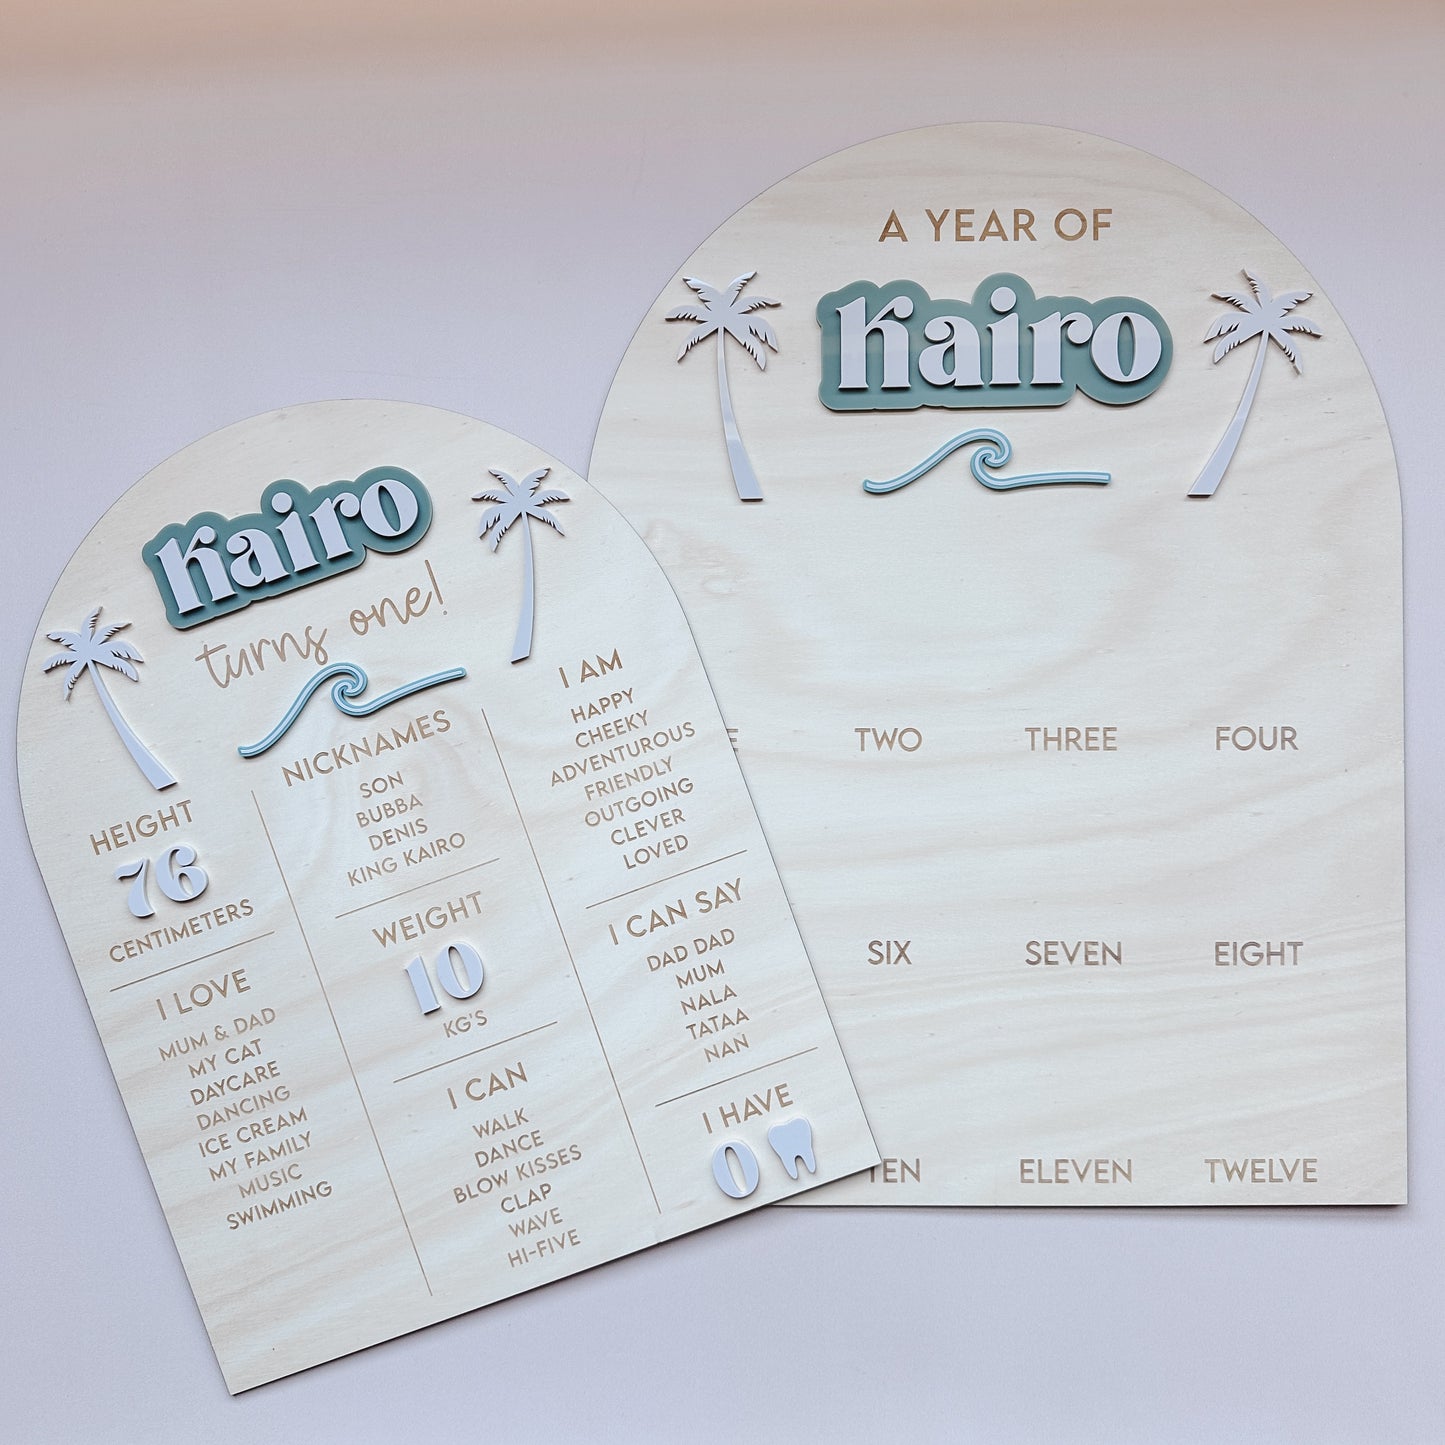 A YEAR OF
Kairo
TWO
THREE
FOUR
SIX
SEVEN
EIGHT
ELEVEN
TWELVE
Kairo
turns one!
HEIGHT
76
CENTIMETERS
I LOVE
MUM & DAD
MY CAT
DAYCARE
DANCING
ICE CREAM
MY FAMILY
MUSIC
SWIMMING
NICKNAMES
SON
BUBBA
DENIS
KING KAIRO
WEIGHT
10
KG'S
I CAN
WALK
DANCE
BLOW KISSES
CLAP
WAVE
HI-FIVE
I AM
HAPPY
CHEEKY
ADVENTUROUS
FRIENDLY
OUTGOING
CLEVER
LOVED
I CAN SAY
DAD DAD
MUM
NALA
TATAA
NAN
I HAVE
0